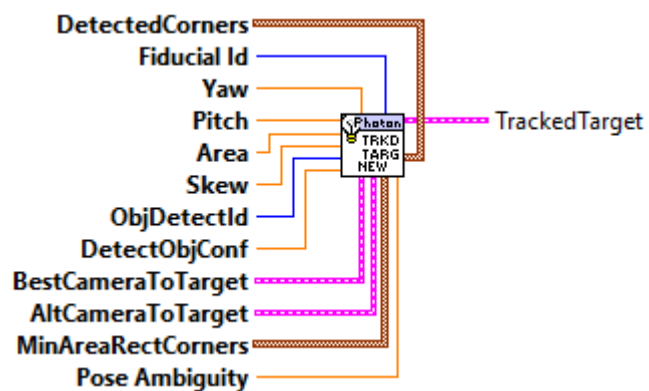 DetectedCorners
Fiducial Id
Yaw
Pitch
Area
Skew
ObjDetectId
DetectObjConf
BestCameraToTarget
AltCameraToTarget
MinAreaRectCorners
Pose Ambiguity
Photon
TRKD
TARG
NEW
TrackedTarget